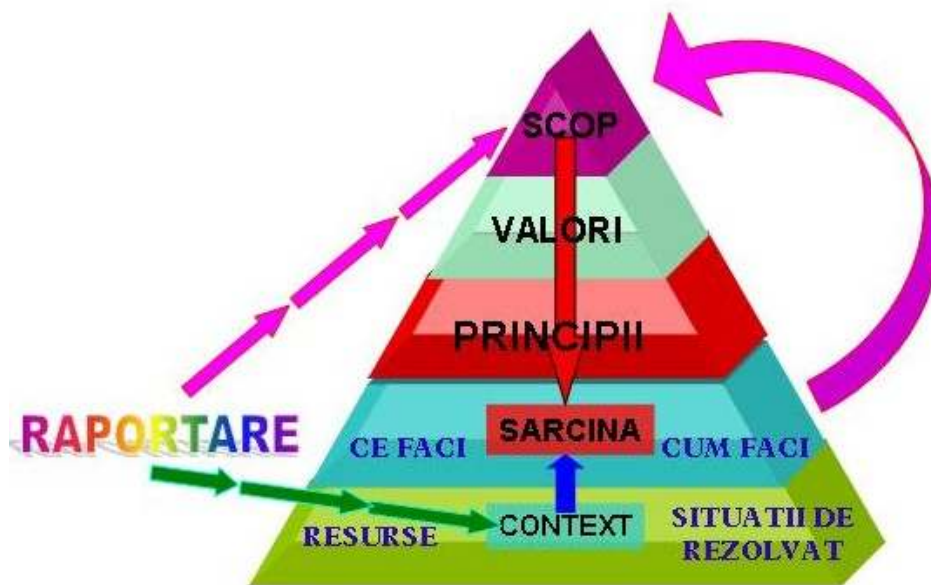 SCOP
VALORI
PRINCIPII
RAPORTARE
CE FACI
SARCINA
CUM FACI
RESURSE
CONTEXT
SITUATII DE
REZOLVAT